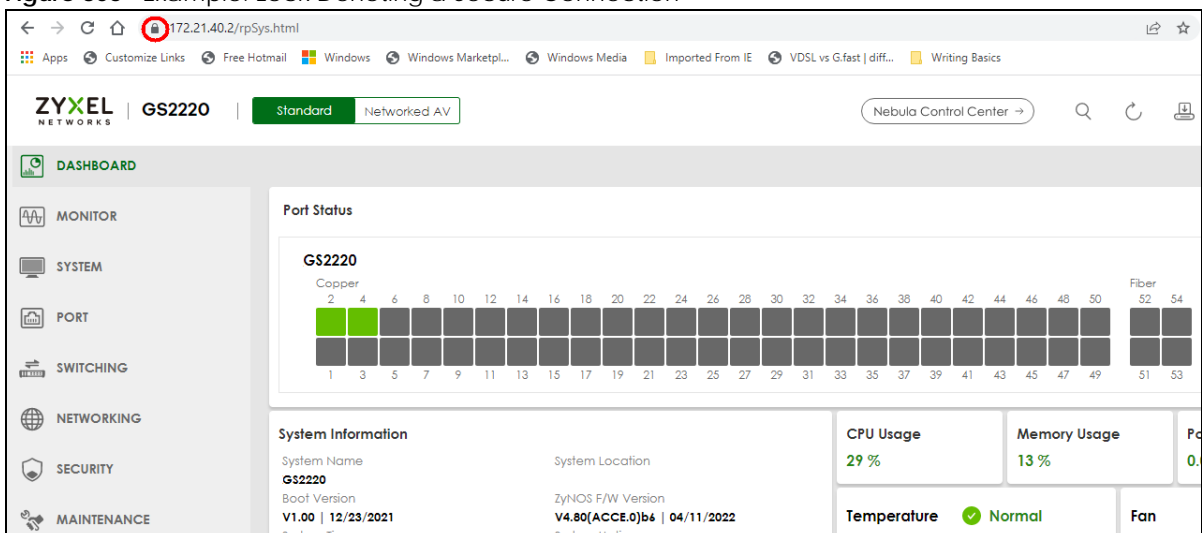 172.21.40.2/rpSys.html
Apps Customize Links Free Hotmail Windows Windows Marketpl... Windows Media Imported From IE VDSL vs G.fast | diff... Writing Basics
ZYXEL NETWORKS | GS2220 | Standard Networked AV Nebula Control Center →
DASHBOARD
MONITOR
SYSTEM
PORT
SWITCHING
NETWORKING
SECURITY
MAINTENANCE
Port Status
GS2220
Copper Fiber
2 4 6 8 10 12 14 16 18 20 22 24 26 28 30 32 34 36 38 40 42 44 46 48 50 52 54
1 3 5 7 9 11 13 15 17 19 21 23 25 27 29 31 33 35 37 39 41 43 45 47 49 51 53
System Information
System Name System Location
GS2220
Boot Version ZyNOS F/W Version
V1.00 | 12/23/2021 V4.80(ACCE.0)b6 | 04/11/2022
CPU Usage
29 %
Memory Usage
13 %
Temperature Normal
Fan